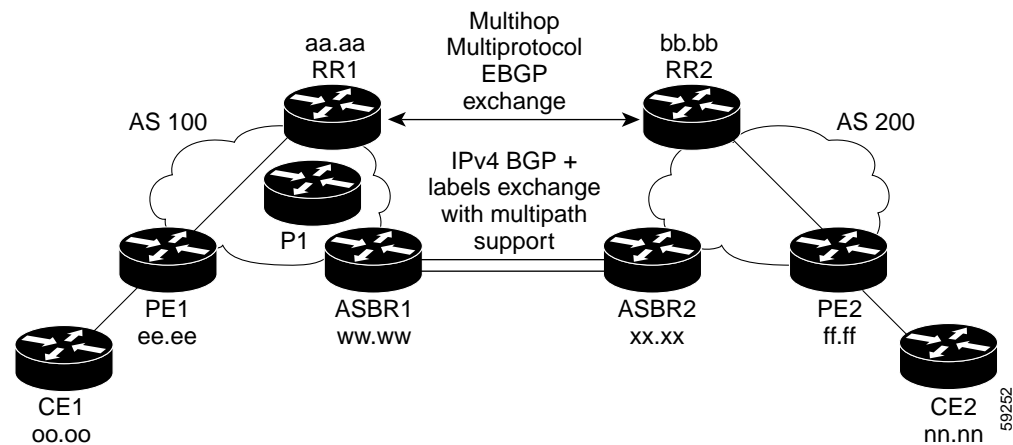 Multihop
Multiprotocol
EBGP
exchange
aa.aa
RR1
bb.bb
RR2
AS 100
AS 200
IPv4 BGP +
labels exchange
with multipath
support
P1
PE1
ee.ee
ASBR1
ww.ww
ASBR2
xx.xx
PE2
ff.ff
CE1
oo.oo
CE2
nn.nn
59252